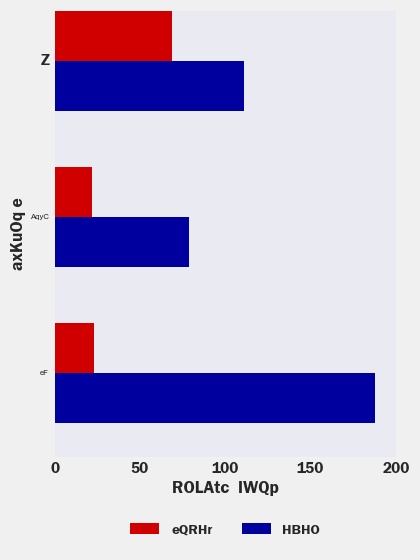 Z
AqyC
eF
axKuOq e
0 50 100 150 200
ROLAtc IWQp
eQRHr HBHO